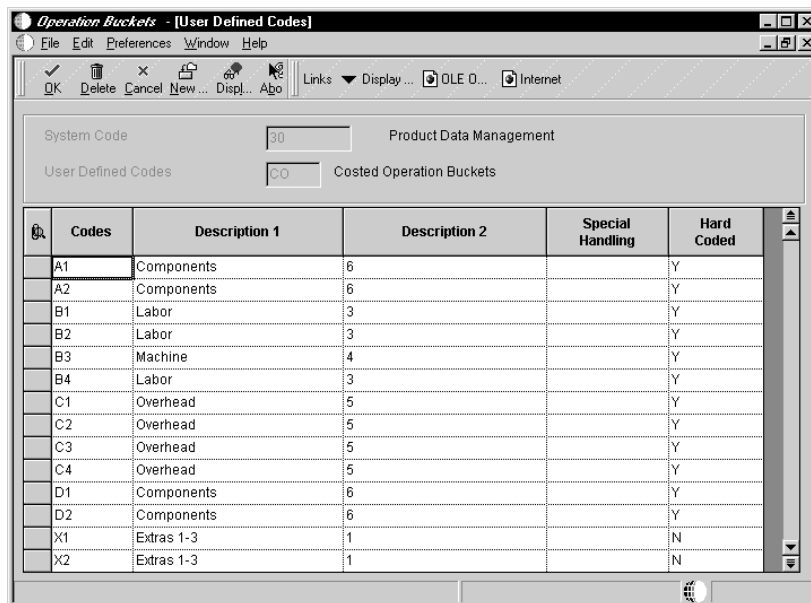 Operation Buckets - [User Defined Codes]
File Edit Preferences Window Help
OK Delete Cancel New ... Displ... Abo Links Display ... OLE O... Internet
System Code 30 Product Data Management
User Defined Codes CO Costed Operation Buckets
Codes Description 1 Description 2 Special Handling Hard Coded
A1 Components 6 Y
A2 Components 6 Y
B1 Labor 3 Y
B2 Labor 3 Y
B3 Machine 4 Y
B4 Labor 3 Y
C1 Overhead 5 Y
C2 Overhead 5 Y
C3 Overhead 5 Y
C4 Overhead 5 Y
D1 Components 6 Y
D2 Components 6 Y
X1 Extras 1-3 1 N
X2 Extras 1-3 1 N